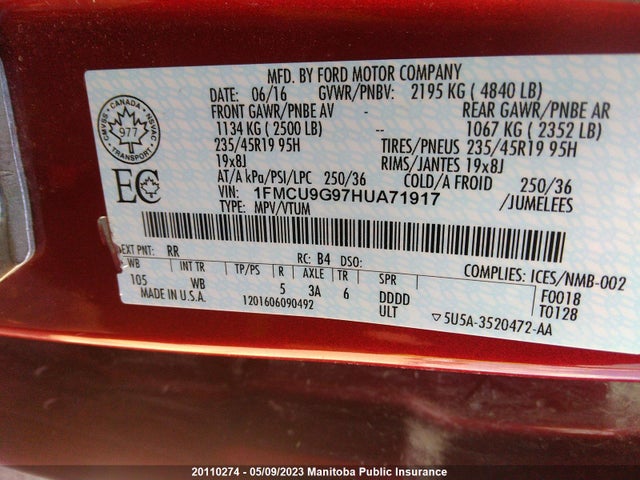 MFD. BY FORD MOTOR COMPANY
DATE: 06/16 GVWR/PNBV: 2195 KG ( 4840 LB)
FRONT GAWR/PNBE AV - REAR GAWR/PNBE AR
1134 KG ( 2500 LB) -- 1067 KG ( 2352 LB)
235/45R19 95H TIRES/PNEUS 235/45R19 95H
19x8J RIMS/JANTES 19x8J
AT/A kPa/PSI/LPC 250/36 COLD/A FROID 250/36
VIN: 1FMCU9G97HUA71917 /JUMELEES
TYPE: MPV/VTUM
CANADA
CMVSS NSVAC
977
TRANSPORT
EC
EXT PNT: RR RC: B4 DSO: COMPLIES: ICES/NMB-002
WB INT TR TP/PS R AXLE TR SPR F0018
105 WB 5 3A 6 DDDD T0128
MADE IN U.S.A. 1201606090492 ULT 5U5A-3520472-AA
20110274 - 05/09/2023 Manitoba Public Insurance